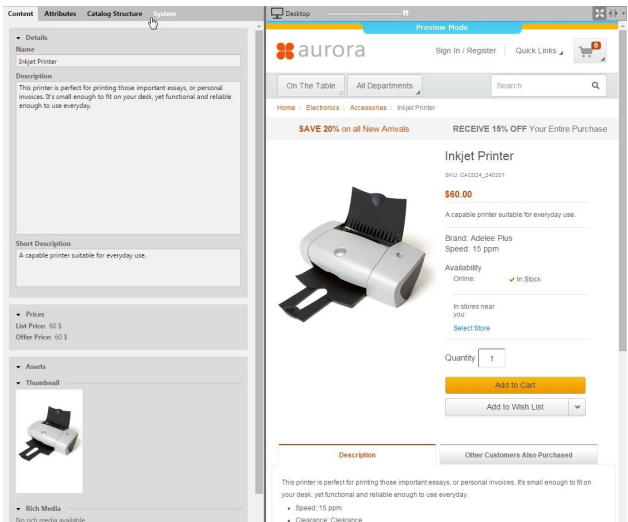 Content Attributes Catalog Structure System
Details
Name
Inkjet Printer
Description
This printer is perfect for printing those important essays, or personal
invoices. It's small enough to fit on your desk, yet functional and reliable
enough to use everyday.
Short Description
A capable printer suitable for everyday use.
Prices
List Price: 60 $
Offer Price: 60 $
Assets
Thumbnail
Rich Media
No rich media available
Desktop
Preview Mode
aurora
Sign In / Register Quick Links 0
On The Table All Departments Search
Home \ Electronics \ Accessories \ Inkjet Printer
SAVE 20% on all New Arrivals RECEIVE 15% OFF Your Entire Purchase
Inkjet Printer
SKU: CAC024_240201
$60.00
A capable printer suitable for everyday use.
Brand: Adelee Plus
Speed: 15 ppm
Availability
Online: In Stock
In stores near
you:
Select Store
Quantity 1
Add to Cart
Add to Wish List
Description Other Customers Also Purchased
This printer is perfect for printing those important essays, or personal invoices. It's small enough to fit on
your desk, yet functional and reliable enough to use everyday.
• Speed: 15 ppm
• Clearance: Clearance